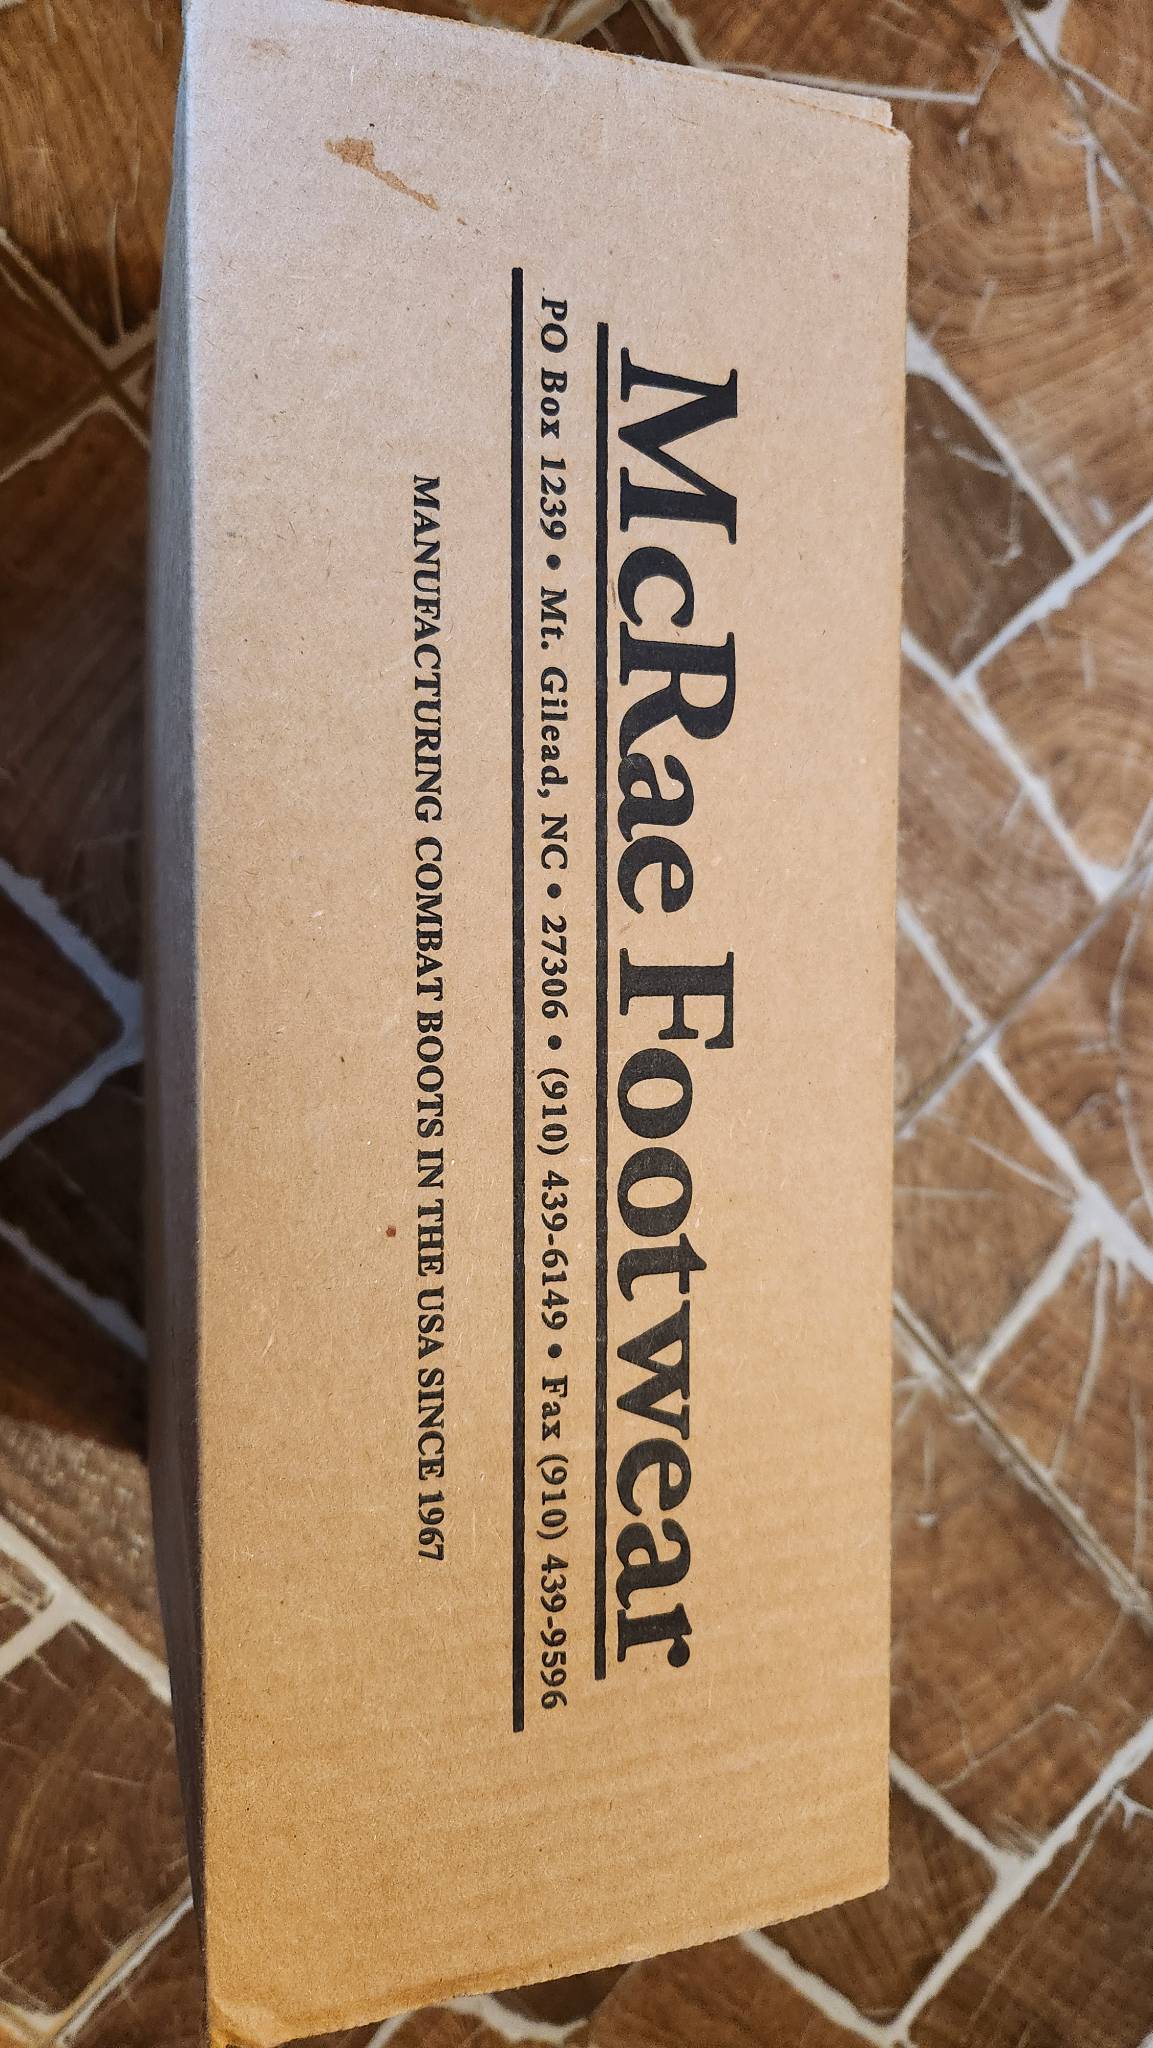 McRae Footwear
PO Box 1239 • Mt. Gilead, NC • 27306 • (910) 439-6149 • Fax (910) 439-9596
MANUFACTURING COMBAT BOOTS IN THE USA SINCE 1967